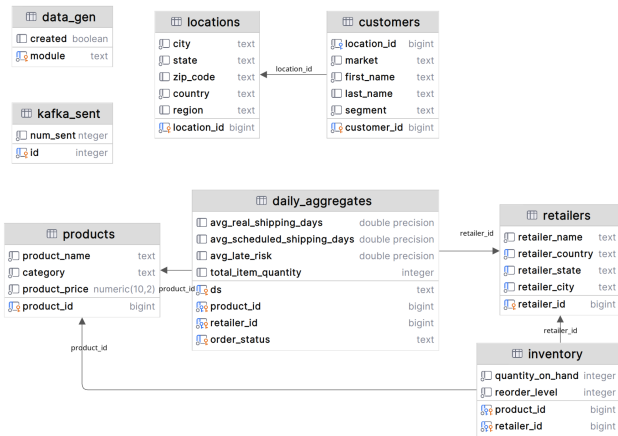 data_gen
created boolean
module text
kafka_sent
num_sent nteger
id integer
locations
city text
state text
zip_code text
country text
region text
location_id bigint
location_id
customers
location_id bigint
market text
first_name text
last_name text
segment text
customer_id bigint
products
product_name text
category text
product_price numeric(10,2)
product_id bigint
product_id
daily_aggregates
avg_real_shipping_days double precision
avg_scheduled_shipping_days double precision
avg_late_risk double precision
total_item_quantity integer
ds text
product_id bigint
retailer_id bigint
order_status text
retailer_id
retailers
retailer_name text
retailer_country text
retailer_state text
retailer_city text
retailer_id bigint
retailer_id
product_id
inventory
quantity_on_hand integer
reorder_level integer
product_id bigint
retailer_id bigint